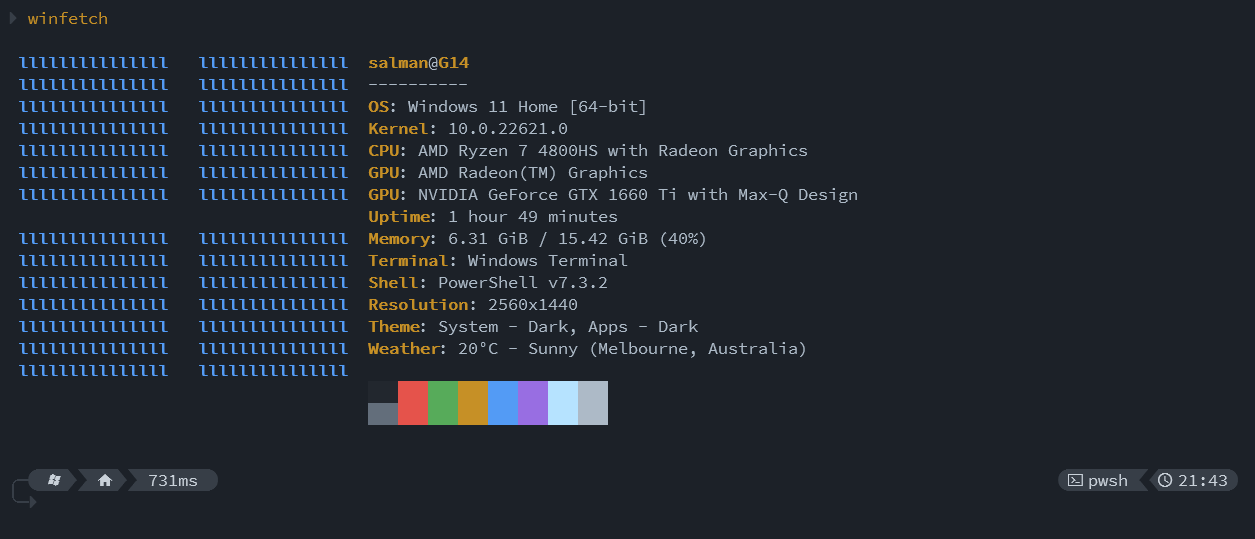 winfetch
lllllllllllllll   lllllllllllllll  salman@G14
lllllllllllllll   lllllllllllllll  ----------
lllllllllllllll   lllllllllllllll  OS: Windows 11 Home [64-bit]
lllllllllllllll   lllllllllllllll  Kernel: 10.0.22621.0
lllllllllllllll   lllllllllllllll  CPU: AMD Ryzen 7 4800HS with Radeon Graphics
lllllllllllllll   lllllllllllllll  GPU: AMD Radeon(TM) Graphics
lllllllllllllll   lllllllllllllll  GPU: NVIDIA GeForce GTX 1660 Ti with Max-Q Design
Uptime: 1 hour 49 minutes
lllllllllllllll   lllllllllllllll  Memory: 6.31 GiB / 15.42 GiB (40%)
lllllllllllllll   lllllllllllllll  Terminal: Windows Terminal
lllllllllllllll   lllllllllllllll  Shell: PowerShell v7.3.2
lllllllllllllll   lllllllllllllll  Resolution: 2560x1440
lllllllllllllll   lllllllllllllll  Theme: System - Dark, Apps - Dark
lllllllllllllll   lllllllllllllll  Weather: 20°C - Sunny (Melbourne, Australia)
lllllllllllllll   lllllllllllllll
731ms   pwsh   21:43